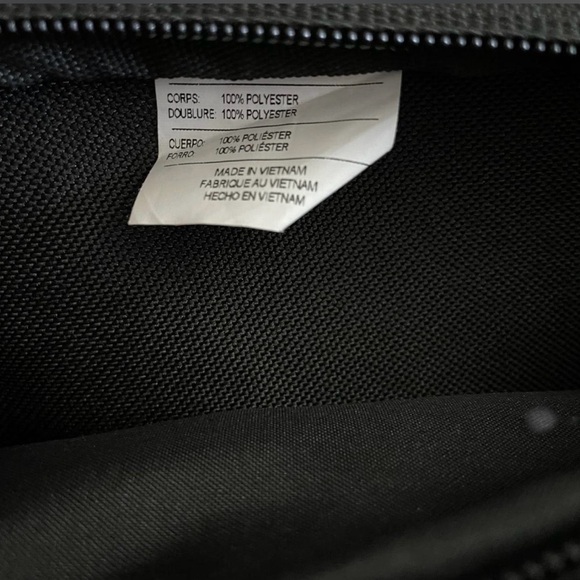 CORPS: 100% POLYESTER
DOUBLURE: 100% POLYESTER
CUERPO: 100% POLIÉSTER
FORRO: 100% POLIÉSTER
MADE IN VIETNAM
FABRIQUE AU VIETNAM
HECHO EN VIETNAM